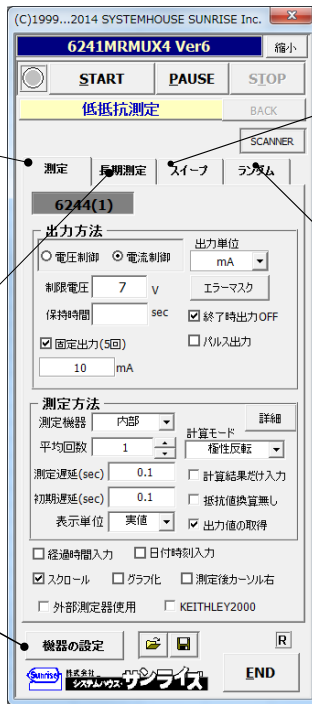 (C)1999...2014 SYSTEMHOUSE SUNRISE Inc.
6241MRMUX4 Ver6 縮小
START PAUSE STOP
低抵抗測定 BACK
SCANNER
測定 長期測定 スイープ ランダム
6244(1)
出力方法
電圧制御 電流制御
出力単位
mA
制限電圧 7 V エラーマスク
保持時間 sec 終了時出力OFF
固定出力(5回) パルス出力
10 mA
測定方法
測定機器 内部 詳細
平均回数 1
計算モード
極性反転
測定遅延(sec) 0.1 計算結果だけ入力
初期遅延(sec) 0.1 抵抗値換算無し
表示単位 実値 出力値の取得
経過時間入力 日付時刻入力
スクロール グラフ化 測定後カーソル右
外部測定器使用 KEITHLEY2000
機器の設定 R
Sunrise 株式会社 システムハウス サンライズ END